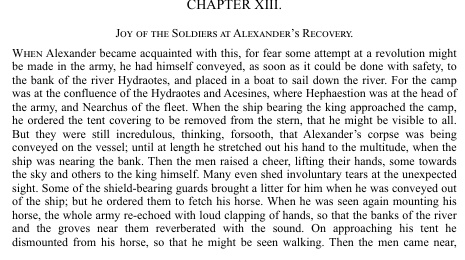 CHAPTER XIII.
JOY OF THE SOLDIERS AT ALEXANDER'S RECOVERY.
WHEN Alexander became acquainted with this, for fear some attempt at a revolution might
be made in the army, he had himself conveyed, as soon as it could be done with safety, to
the bank of the river Hydraotes, and placed in a boat to sail down the river. For the camp
was at the confluence of the Hydraotes and Acesines, where Hephaestion was at the head of
the army, and Nearchus of the fleet. When the ship bearing the king approached the camp,
he ordered the tent covering to be removed from the stern, that he might be visible to all.
But they were still incredulous, thinking, forsooth, that Alexander's corpse was being
conveyed on the vessel; until at length he stretched out his hand to the multitude, when the
ship was nearing the bank. Then the men raised a cheer, lifting their hands, some towards
the sky and others to the king himself. Many even shed involuntary tears at the unexpected
sight. Some of the shield-bearing guards brought a litter for him when he was conveyed out
of the ship; but he ordered them to fetch his horse. When he was seen again mounting his
horse, the whole army re-echoed with loud clapping of hands, so that the banks of the river
and the groves near them reverberated with the sound. On approaching his tent he
dismounted from his horse, so that he might be seen walking. Then the men came near,